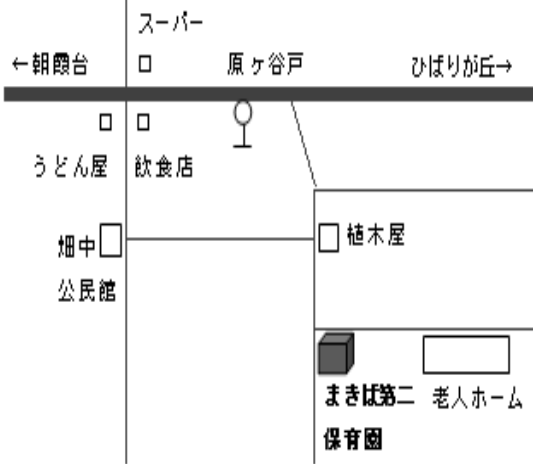 スーパー
←朝霞台
原ヶ谷戸
ひばりが丘→
うどん屋
飲食店
畑中
公民館
植木屋
まきば第二
保育園
老人ホーム